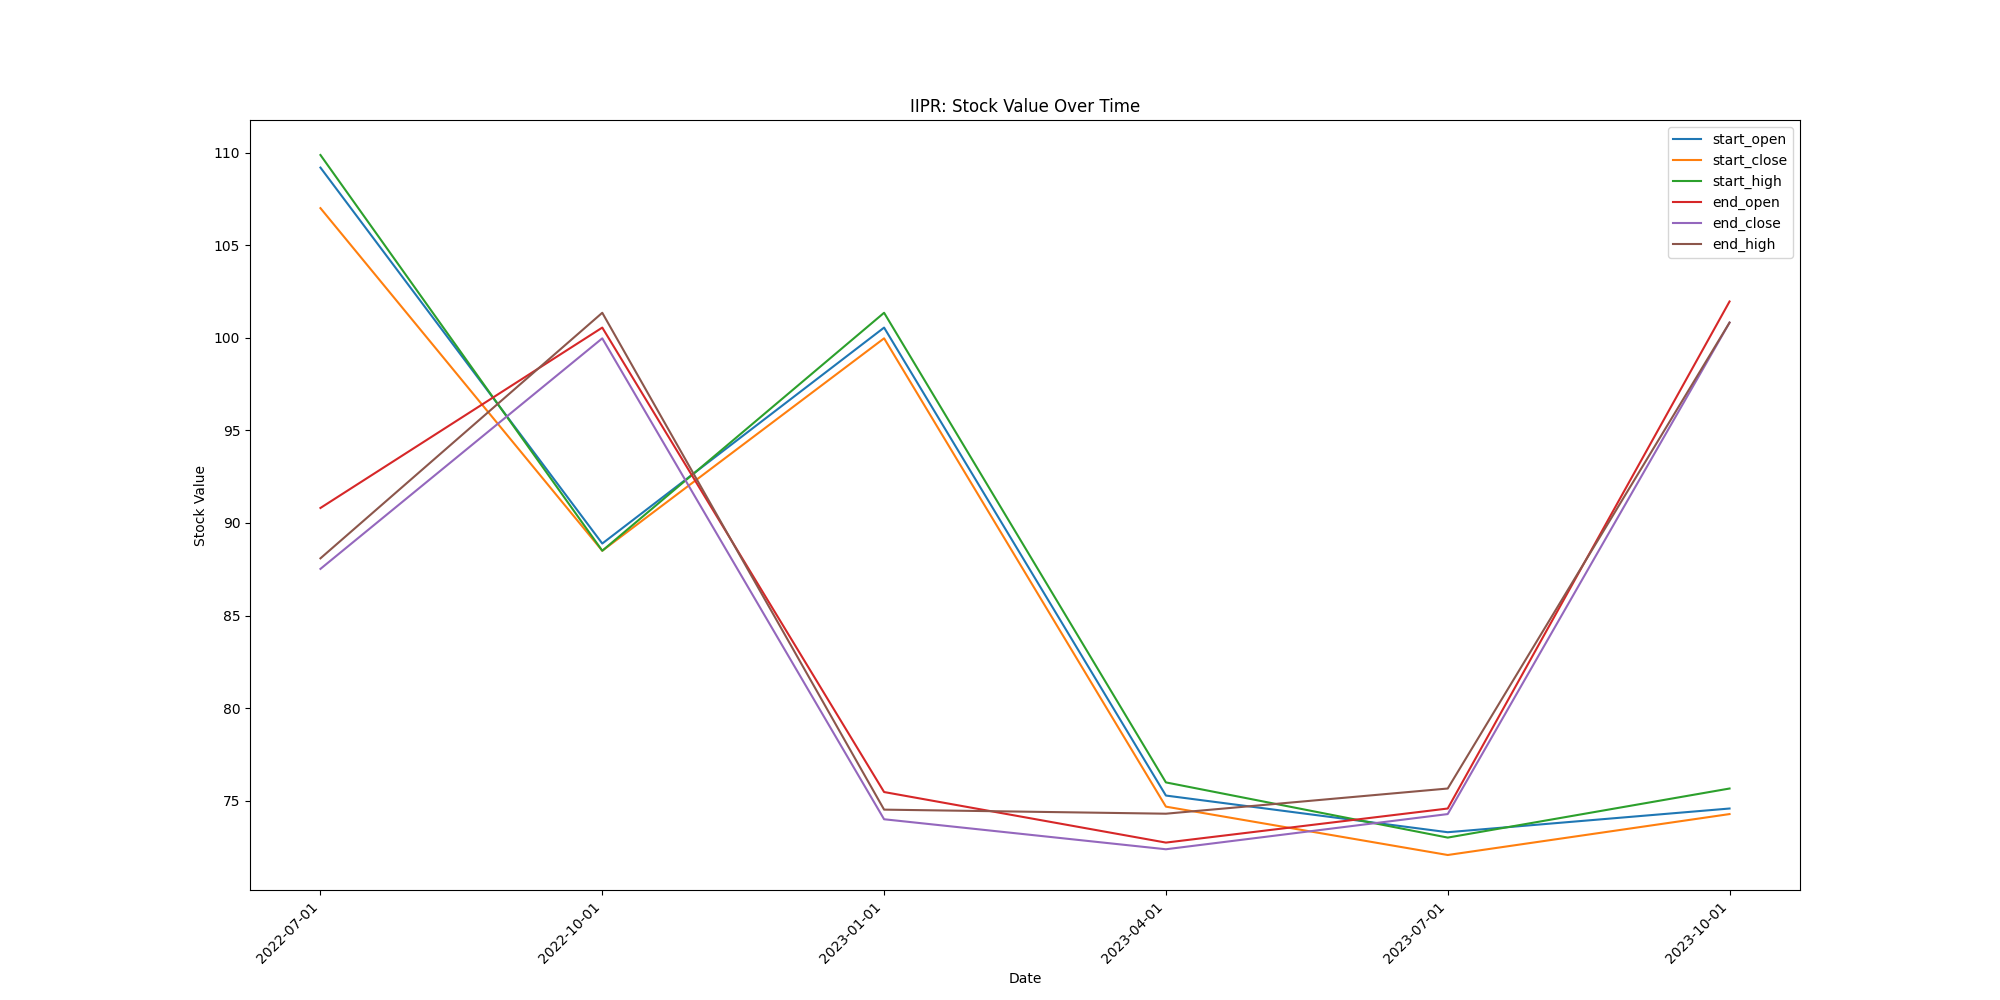 IIPR: Stock Value Over Time
start_open
start_close
start_high
end_open
end_close
end_high
110
105
100
95
90
85
80
75
Stock Value
2022-07-01
2022-10-01
2023-01-01
2023-04-01
2023-07-01
2023-10-01
Date